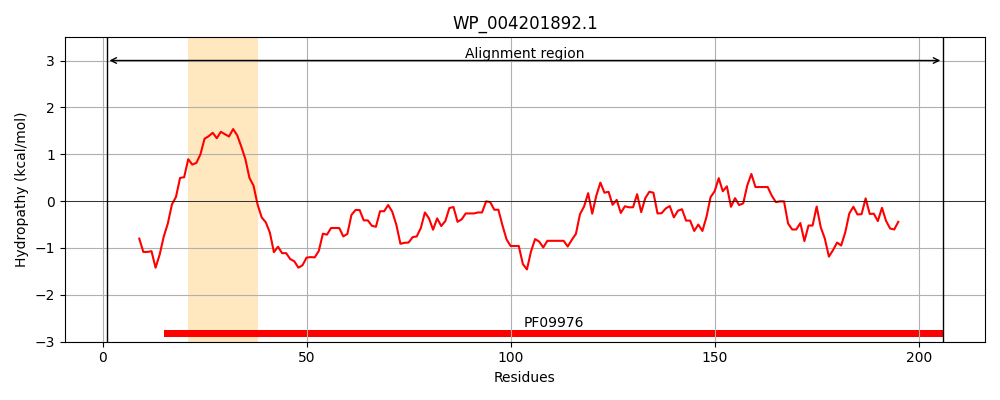 WP_004201892.1
Alignment region
3
2
1
0
−1
−2
−3
Hydropathy (kcal/mol)
PF09976
0
50
100
150
200
Residues